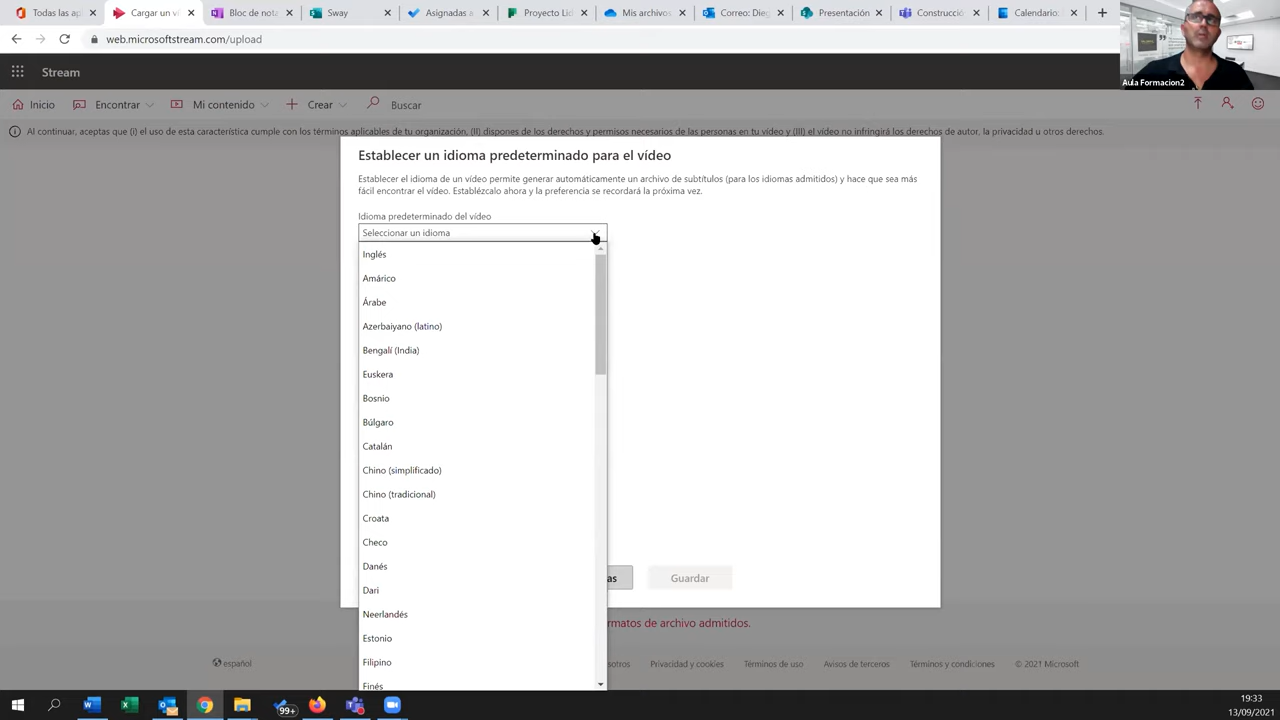 Todas las ap
Cargar un ví
Bloc de nota
Sway
Asignadas a
Proyecto Lid
Mis archivos
Correo: Dieg
Presentación
Construcció
Calendario:
web.microsoftstream.com/upload
Aula Formacion2
Stream
Inicio
Encontrar
Mi contenido
Crear
Buscar
Al continuar, aceptas que (i) el uso de esta característica cumple con los términos aplicables de tu organización, (II) dispones de los derechos y permisos necesarios de las personas en tu vídeo y (III) el vídeo no infringirá los derechos de autor, la privacidad u otros derechos.
Establecer un idioma predeterminado para el vídeo
Establecer el idioma de un vídeo permite generar automáticamente un archivo de subtítulos (para los idiomas admitidos) y hace que sea más
fácil encontrar el vídeo. Establézcalo ahora y la preferencia se recordará la próxima vez.
Idioma predeterminado del vídeo
Seleccionar un idioma
Inglés
Amárico
Árabe
Azerbaiyano (latino)
Bengalí (India)
Euskera
Bosnio
Búlgaro
Catalán
Chino (simplificado)
Chino (tradicional)
Croata
Checo
Danés
Dari
Neerlandés
Estonio
Filipino
Finés
as
Guardar
rmatos de archivo admitidos.
español
sotros
Privacidad y cookies
Términos de uso
Avisos de terceros
Términos y condiciones
© 2021 Microsoft
99+
19:33
13/09/2021